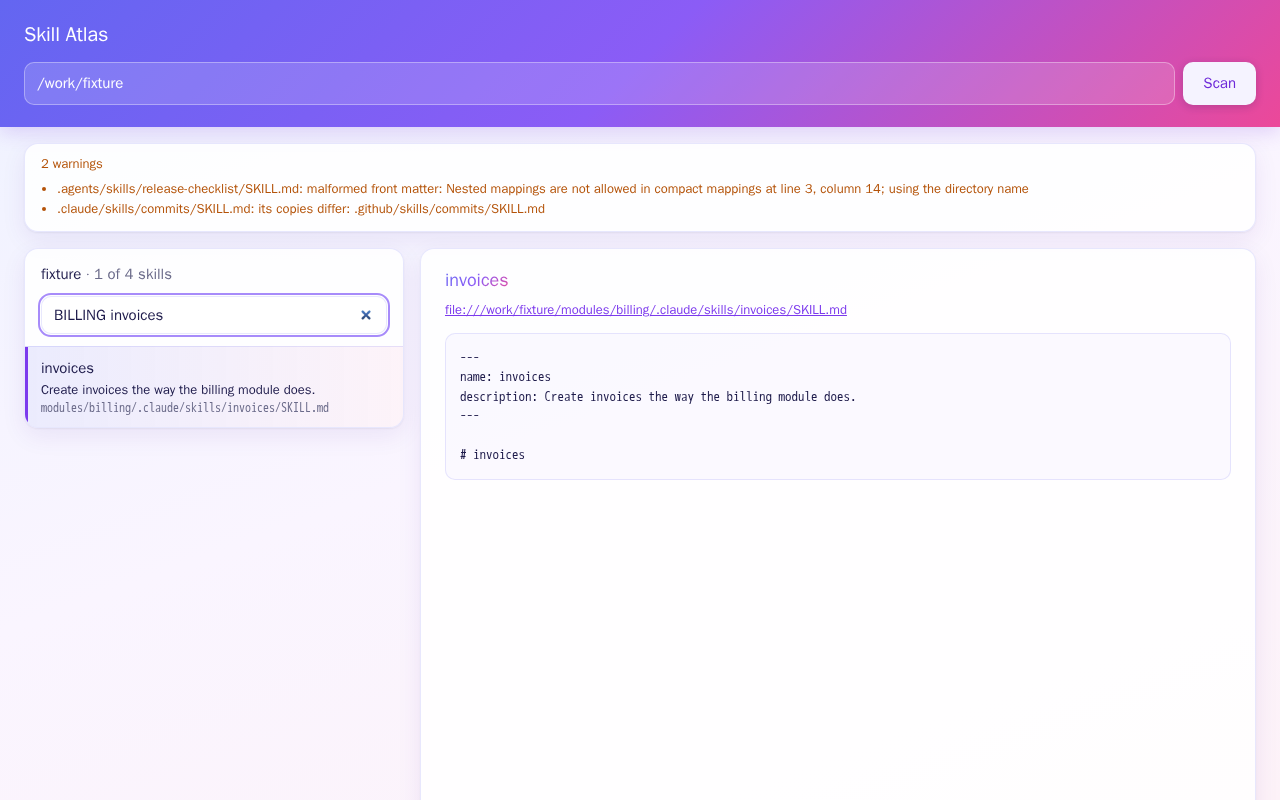 Skill Atlas
/work/fixture
Scan
2 warnings
• .agents/skills/release-checklist/SKILL.md: malformed front matter: Nested mappings are not allowed in compact mappings at line 3, column 14; using the directory name
• .claude/skills/commits/SKILL.md: its copies differ: .github/skills/commits/SKILL.md
fixture · 1 of 4 skills
BILLING invoices
invoices
Create invoices the way the billing module does.
modules/billing/.claude/skills/invoices/SKILL.md
invoices
file:///work/fixture/modules/billing/.claude/skills/invoices/SKILL.md
---
name: invoices
description: Create invoices the way the billing module does.
---
# invoices